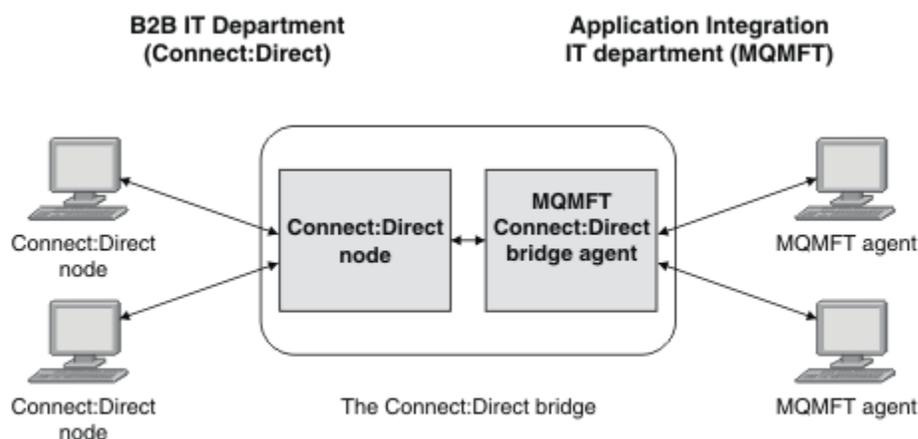 B2B IT Department
(Connect:Direct)
Application Integration
IT department (MQMFT)
Connect:Direct
node
Connect:Direct
node
MQMFT
Connect:Direct
bridge agent
MQMFT agent
Connect:Direct
node
The Connect:Direct bridge
MQMFT agent